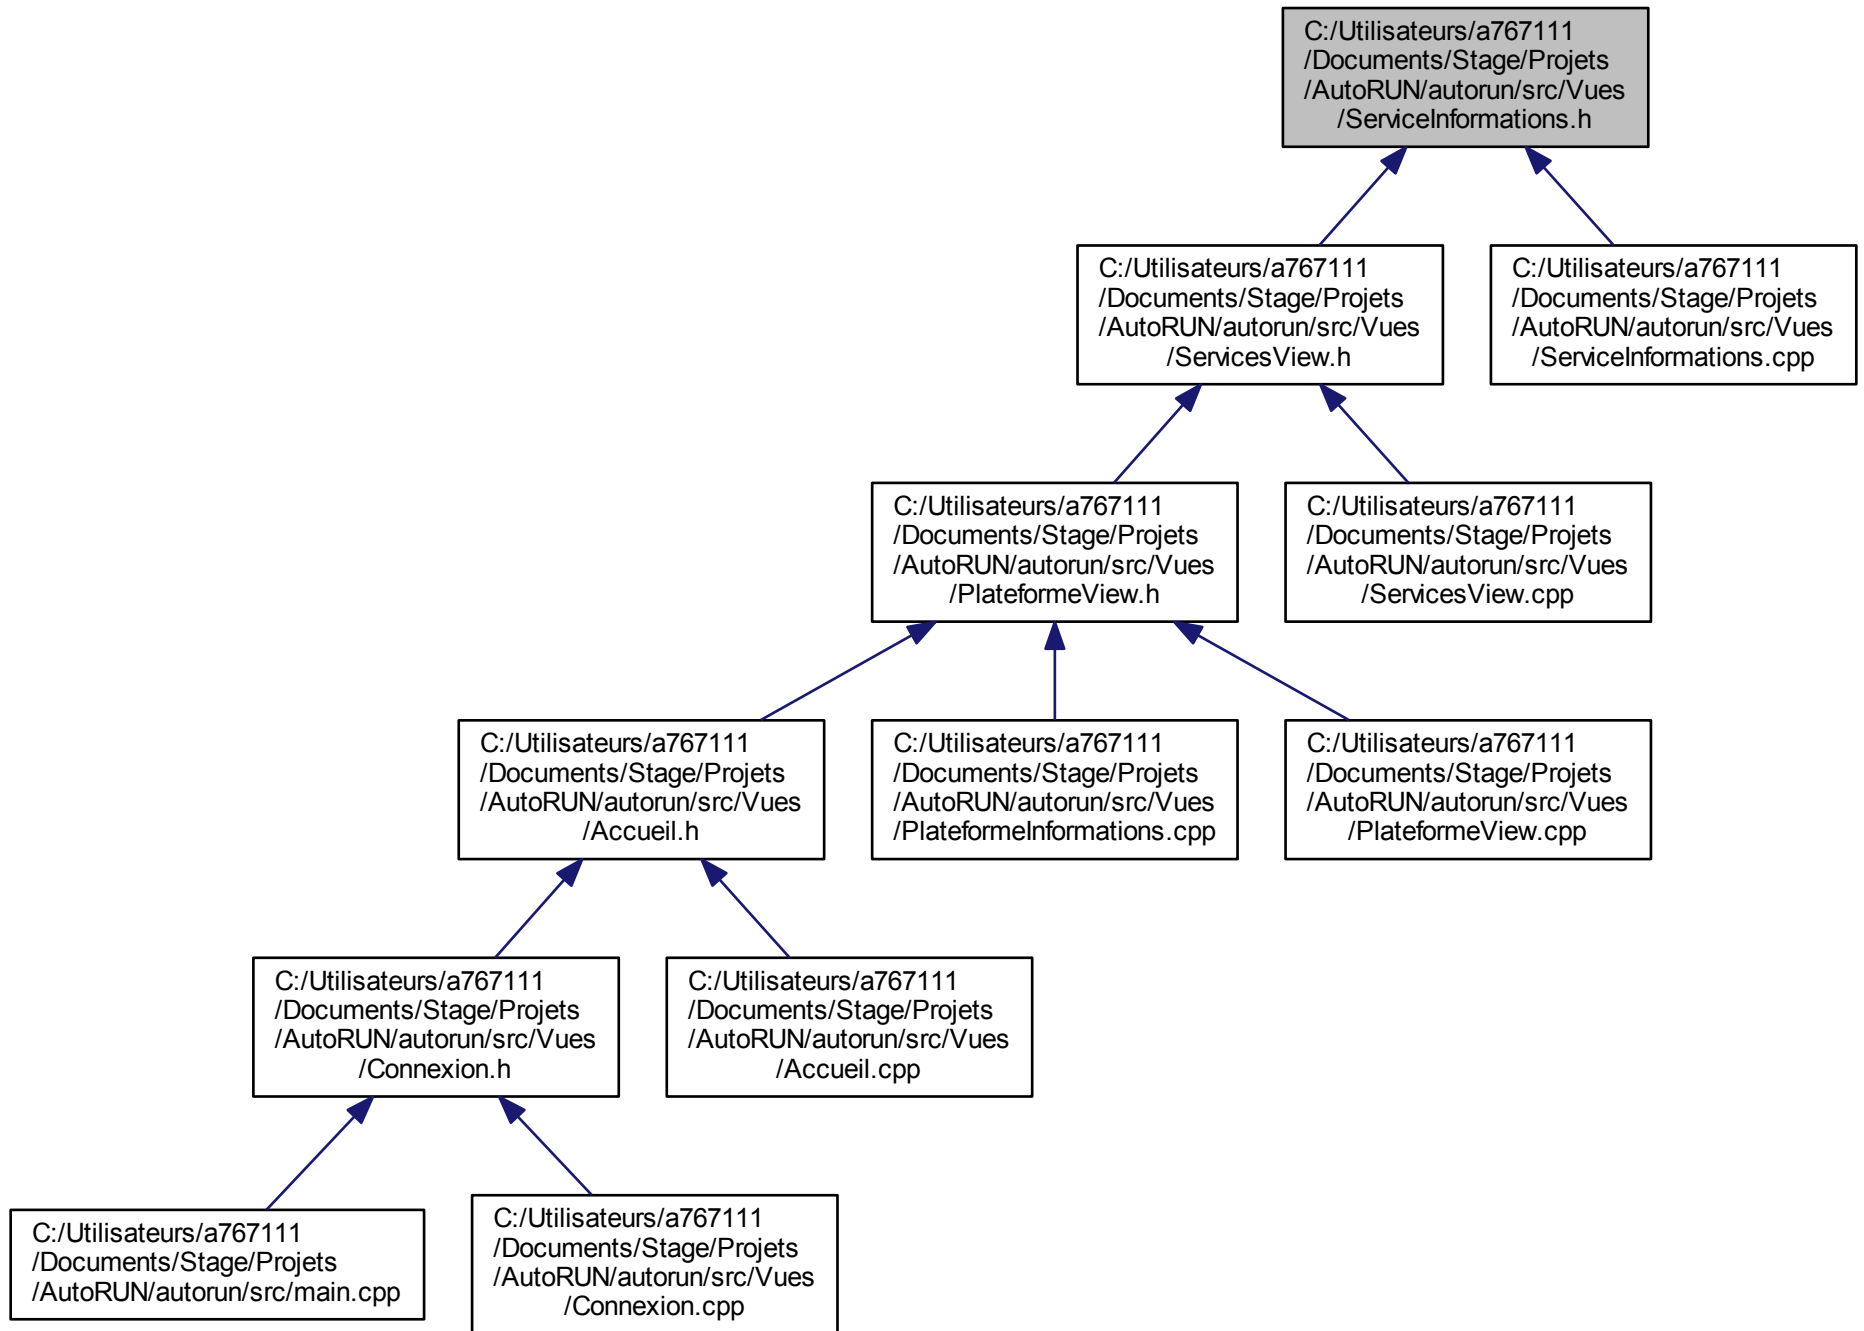 C:/Utilisateurs/a767111
/Documents/Stage/Projets
/AutoRUN/autorun/src/Vues
/ServiceInformations.h
C:/Utilisateurs/a767111
/Documents/Stage/Projets
/AutoRUN/autorun/src/Vues
/ServicesView.h
C:/Utilisateurs/a767111
/Documents/Stage/Projets
/AutoRUN/autorun/src/Vues
/ServiceInformations.cpp
C:/Utilisateurs/a767111
/Documents/Stage/Projets
/AutoRUN/autorun/src/Vues
/PlateformeView.h
C:/Utilisateurs/a767111
/Documents/Stage/Projets
/AutoRUN/autorun/src/Vues
/ServicesView.cpp
C:/Utilisateurs/a767111
/Documents/Stage/Projets
/AutoRUN/autorun/src/Vues
/Accueil.h
C:/Utilisateurs/a767111
/Documents/Stage/Projets
/AutoRUN/autorun/src/Vues
/PlateformeInformations.cpp
C:/Utilisateurs/a767111
/Documents/Stage/Projets
/AutoRUN/autorun/src/Vues
/PlateformeView.cpp
C:/Utilisateurs/a767111
/Documents/Stage/Projets
/AutoRUN/autorun/src/Vues
/Connexion.h
C:/Utilisateurs/a767111
/Documents/Stage/Projets
/AutoRUN/autorun/src/Vues
/Accueil.cpp
C:/Utilisateurs/a767111
/Documents/Stage/Projets
/AutoRUN/autorun/src/main.cpp
C:/Utilisateurs/a767111
/Documents/Stage/Projets
/AutoRUN/autorun/src/Vues
/Connexion.cpp